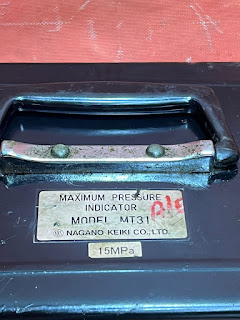 MAXIMUM PRESSURE
INDICATOR
MODEL MT31
NAGANO KEIKI CO., LTD.
15MPa